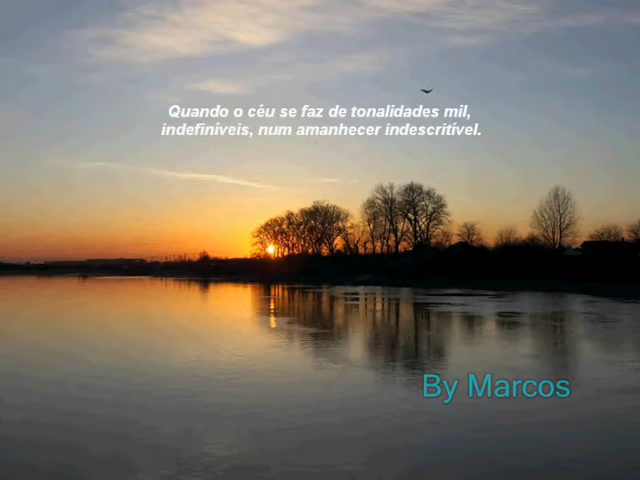 Quando o céu se faz de tonalidades mil,
indefiníveis, num amanhecer indescritível.
By Marcos